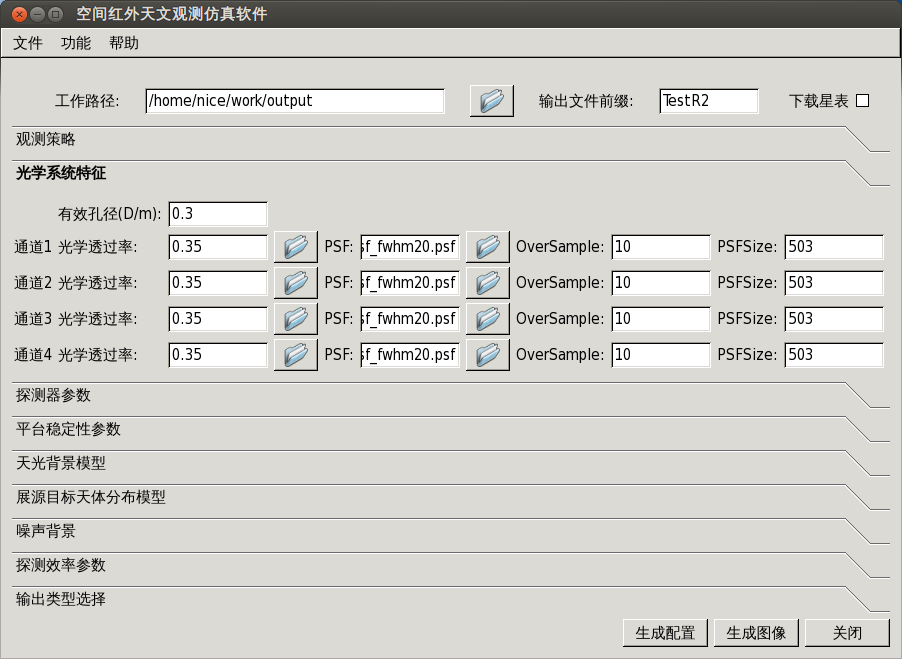 空间红外天文观测仿真软件
文件 功能 帮助
工作路径: /home/nice/work/output 输出文件前缀: TestR2 下载星表
观测策略
光学系统特征
有效孔径(D/m): 0.3
通道1 光学透过率: 0.35 PSF: sf_fwhm20.psf OverSample: 10 PSFSize: 503
通道2 光学透过率: 0.35 PSF: sf_fwhm20.psf OverSample: 10 PSFSize: 503
通道3 光学透过率: 0.35 PSF: sf_fwhm20.psf OverSample: 10 PSFSize: 503
通道4 光学透过率: 0.35 PSF: sf_fwhm20.psf OverSample: 10 PSFSize: 503
探测器参数
平台稳定性参数
天光背景模型
展源目标天体分布模型
噪声背景
探测效率参数
输出类型选择
生成配置 生成图像 关闭